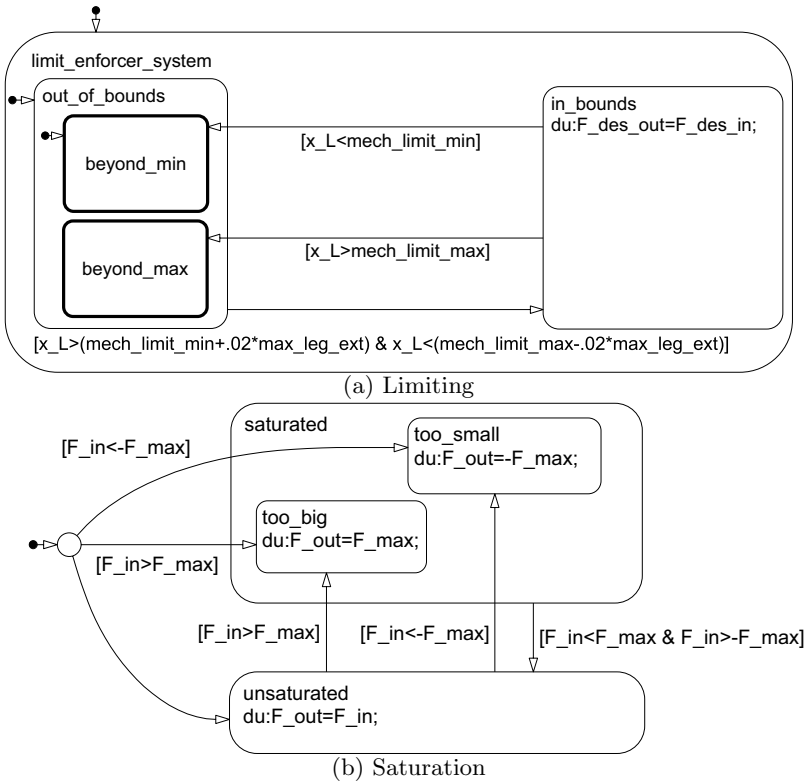 limit_enforcer_system
out_of_bounds
in_bounds
du:F_des_out=F_des_in;
beyond_min
[x_L<mech_limit_min]
[x_L>mech_limit_max]
beyond_max
[x_L>(mech_limit_min+.02*max_leg_ext) & x_L<(mech_limit_max-.02*max_leg_ext)]
(a) Limiting
saturated
too_small
du:F_out=-F_max;
[F_in<-F_max]
too_big
du:F_out=F_max;
[F_in>F_max]
[F_in>F_max]
[F_in<-F_max]
[F_in<F_max & F_in>-F_max]
unsaturated
du:F_out=F_in;
(b) Saturation